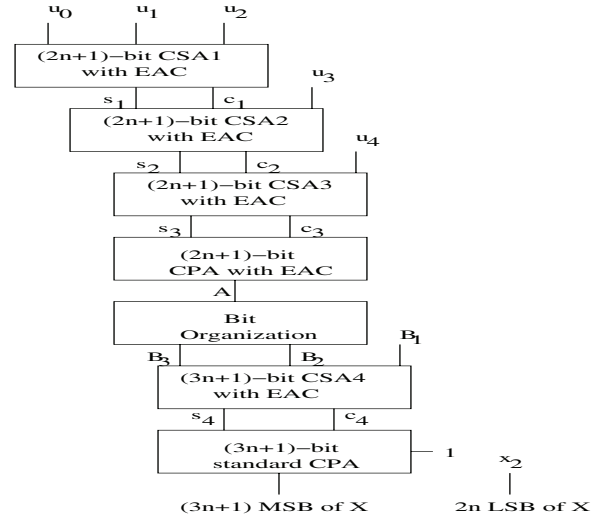 u0 u1 u2
(2n+1)−bit CSA1
with EAC
u3
s1 c1
(2n+1)−bit CSA2
with EAC
u4
s2 c2
(2n+1)−bit CSA3
with EAC
s3 c3
(2n+1)−bit
CPA with EAC
A
Bit
Organization
B1
B3 B2
(3n+1)−bit CSA4
with EAC
s4 c4
(3n+1)−bit
standard CPA
1
x2
(3n+1) MSB of X 2n LSB of X